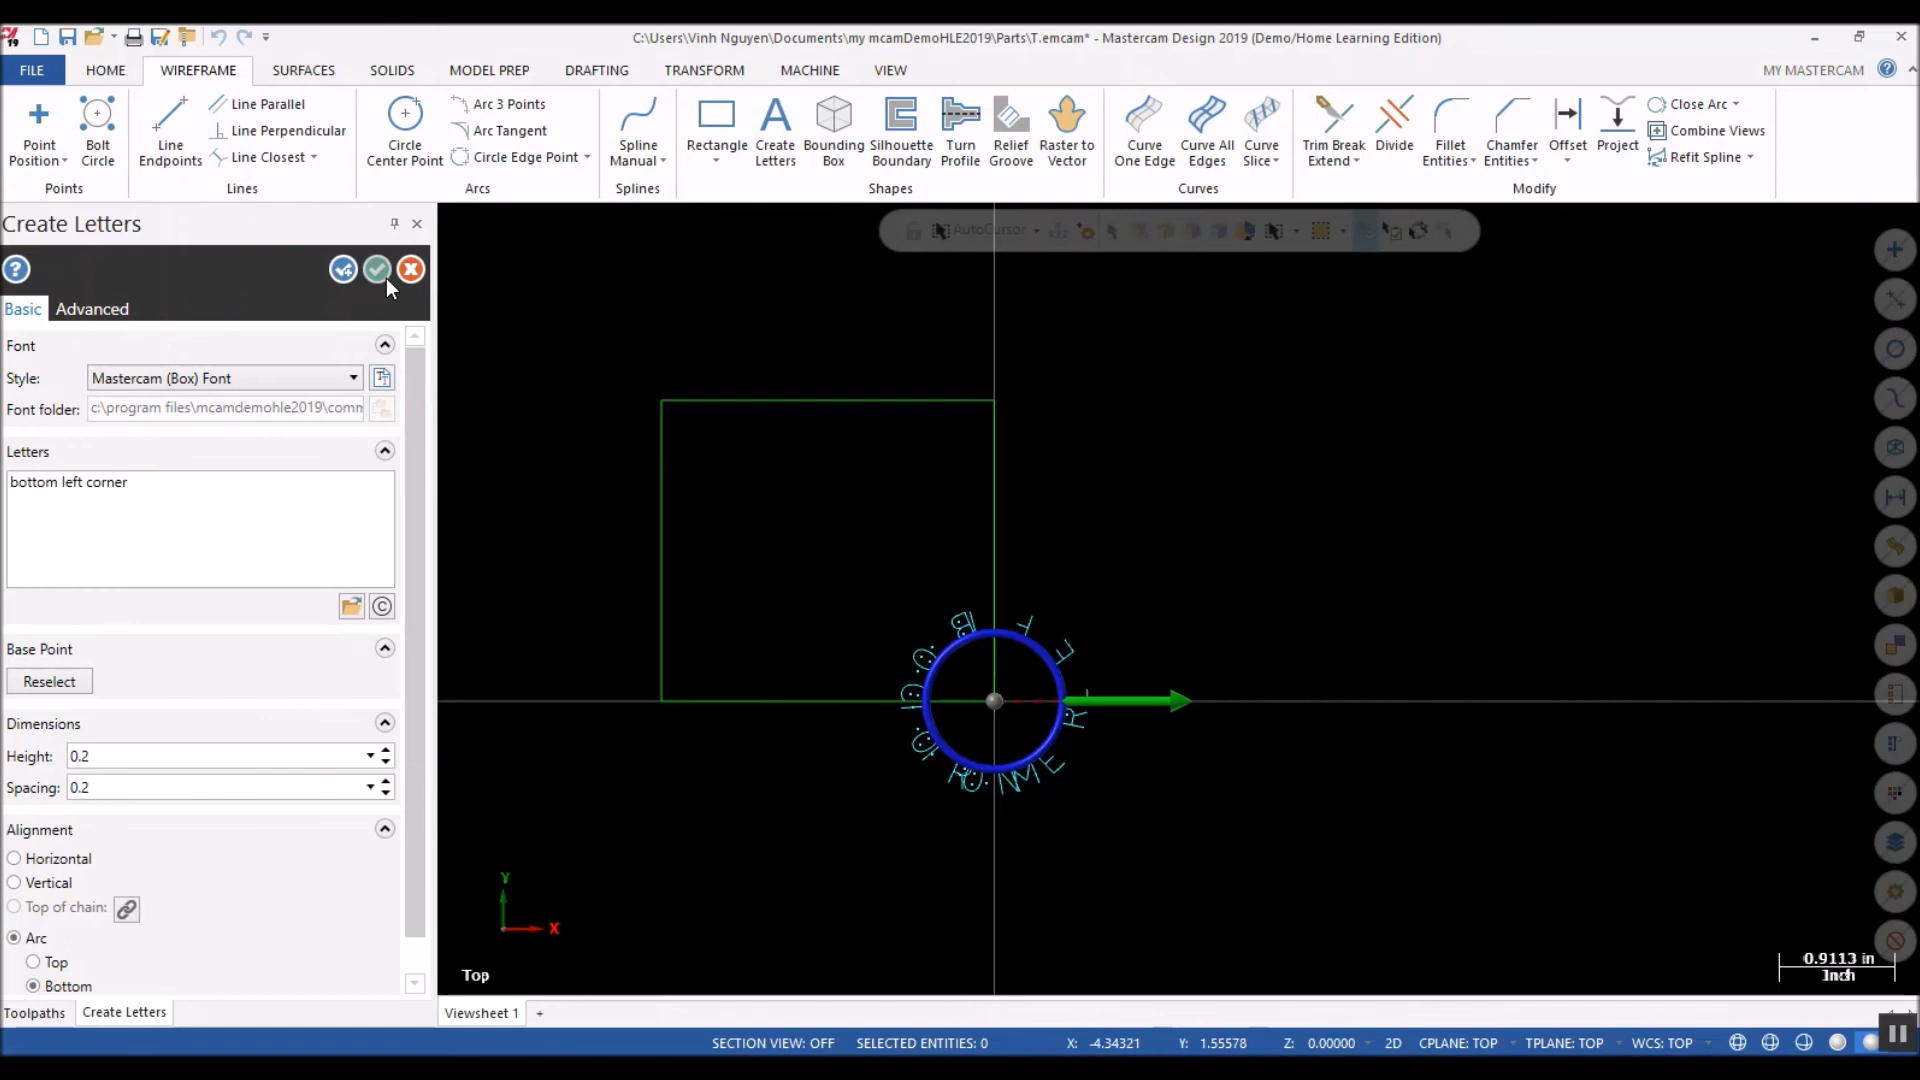 19
C:\Users\Vinh Nguyen\Documents\my mcamDemoHLE2019\Parts\T.emcam* - Mastercam Design 2019 (Demo/Home Learning Edition)
FILE HOME WIREFRAME SURFACES SOLIDS MODEL PREP DRAFTING TRANSFORM MACHINE VIEW MY MASTERCAM
Point Position
Bolt Circle
Points
Line Endpoints
Line Parallel
Line Perpendicular
Line Closest
Lines
Circle Center Point
Arc 3 Points
Arc Tangent
Circle Edge Point
Arcs
Spline Manual
Splines
Rectangle
Create Letters
Bounding Box
Silhouette Boundary
Turn Profile
Relief Groove
Raster to Vector
Shapes
Curve One Edge
Curve All Edges
Curve Slice
Curves
Trim Break Extend
Divide
Fillet Entities
Chamfer Entities
Offset
Project
Close Arc
Combine Views
Refit Spline
Modify
Create Letters
Basic Advanced
Font
Style: Mastercam (Box) Font
Font folder: c:\program files\mcamdemohle2019\comm
Letters
bottom left corner
Base Point
Reselect
Dimensions
Height: 0.2
Spacing: 0.2
Alignment
Horizontal
Vertical
Top of chain:
Arc
Top
Bottom
Toolpaths Create Letters
AutoCursor
Y
X
Top
0.9113 in
Inch
Viewsheet 1 +
SECTION VIEW: OFF SELECTED ENTITIES: 0 X: -4.34321 Y: 1.55578 Z: 0.00000 2D CPLANE: TOP TPLANE: TOP WCS: TOP